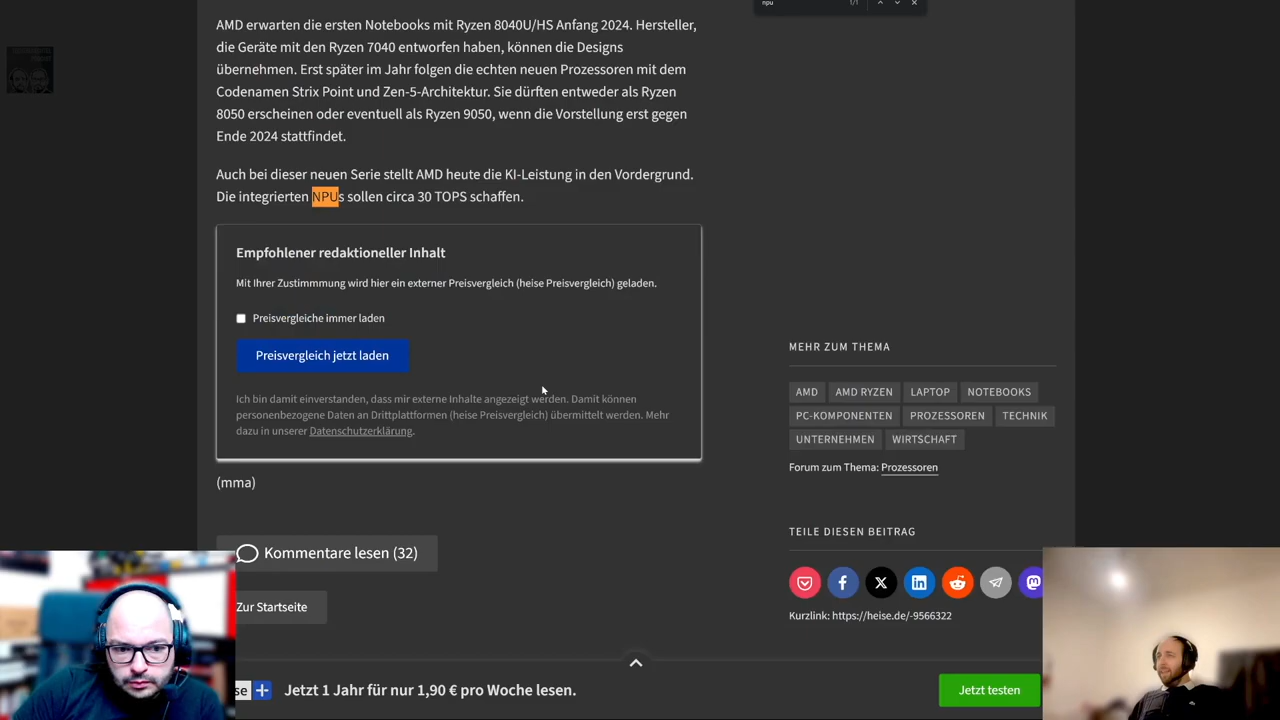 npu 1/1
AMD erwarten die ersten Notebooks mit Ryzen 8040U/HS Anfang 2024. Hersteller,
die Geräte mit den Ryzen 7040 entworfen haben, können die Designs
übernehmen. Erst später im Jahr folgen die echten neuen Prozessoren mit dem
Codenamen Strix Point und Zen-5-Architektur. Sie dürften entweder als Ryzen
8050 erscheinen oder eventuell als Ryzen 9050, wenn die Vorstellung erst gegen
Ende 2024 stattfindet.
Auch bei dieser neuen Serie stellt AMD heute die KI-Leistung in den Vordergrund.
Die integrierten NPUs sollen circa 30 TOPS schaffen.
Empfohlener redaktioneller Inhalt
Mit Ihrer Zustimmmung wird hier ein externer Preisvergleich (heise Preisvergleich) geladen.
Preisvergleiche immer laden
Preisvergleich jetzt laden
Ich bin damit einverstanden, dass mir externe Inhalte angezeigt werden. Damit können
personenbezogene Daten an Drittplattformen (heise Preisvergleich) übermittelt werden. Mehr
dazu in unserer Datenschutzerklärung.
(mma)
Kommentare lesen (32)
Zur Startseite
MEHR ZUM THEMA
AMD AMD RYZEN LAPTOP NOTEBOOKS
PC-KOMPONENTEN PROZESSOREN TECHNIK
UNTERNEHMEN WIRTSCHAFT
Forum zum Thema: Prozessoren
TEILE DIESEN BEITRAG
Kurzlink: https://heise.de/-9566322
se + Jetzt 1 Jahr für nur 1,90 € pro Woche lesen.
Jetzt testen